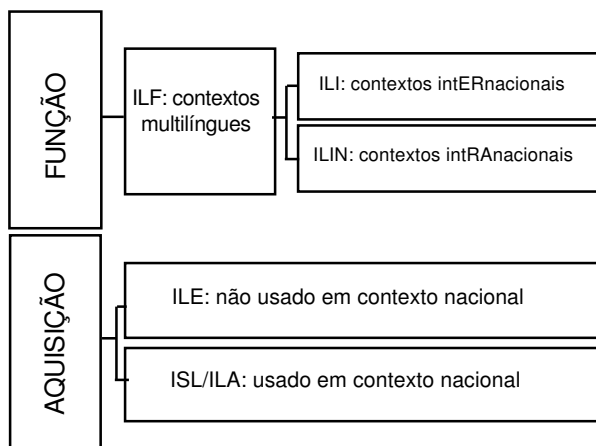 FUNÇÃO
ILF: contextos
multilíngues
ILI: contextos intERnacionais
ILIN: contextos intRAnacionais
AQUISIÇÃO
ILE: não usado em contexto nacional
ISL/ILA: usado em contexto nacional